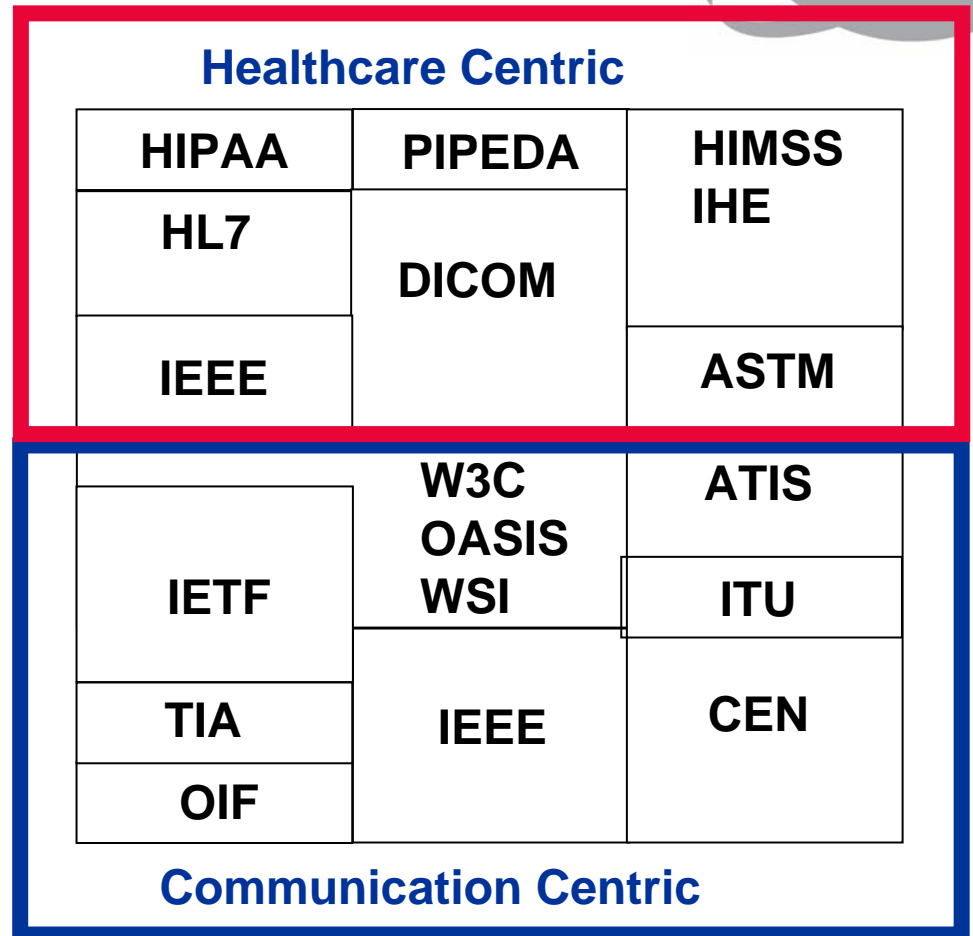 Healthcare Centric
HIPAA
PIPEDA
HIMSS
IHE
HL7
DICOM
IEEE
ASTM
W3C
OASIS
WSI
ATIS
IETF
ITU
TIA
IEEE
CEN
OIF
Communication Centric